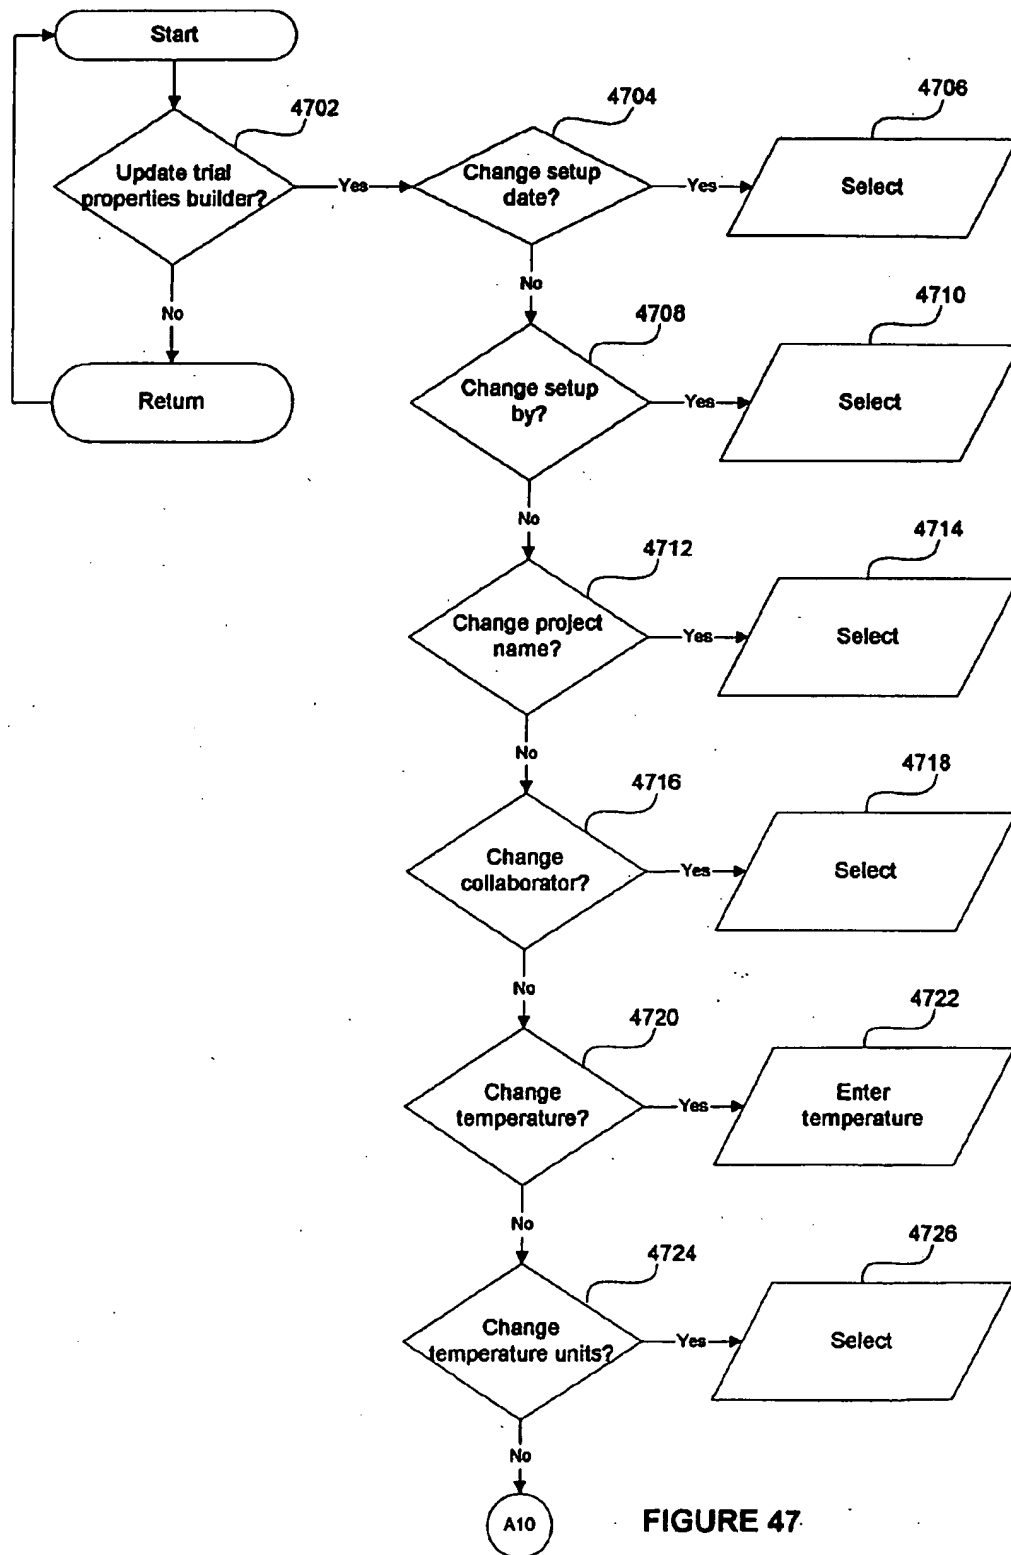 Start
4702
4704
4706
Update trial
properties builder?
Yes
Change setup
date?
Yes
Select
No
No
4708
4710
Return
Change setup
by?
Yes
Select
No
4712
4714
Change project
name?
Yes
Select
No
4716
4718
Change
collaborator?
Yes
Select
No
4720
4722
Change
temperature?
Yes
Enter
temperature
No
4724
4726
Change
temperature units?
Yes
Select
No
A10
FIGURE 47